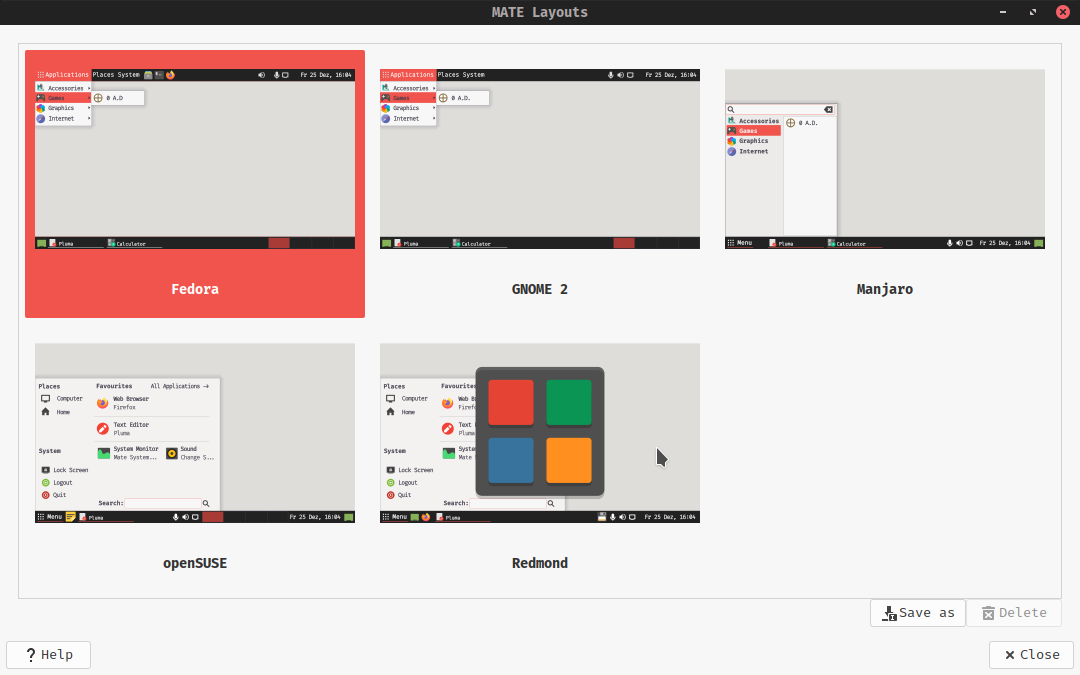 MATE Layouts
Applications Places System Fr 25 Dez, 16:04
Accessories
Games 0 A.D
Graphics
Internet
Pluma Calculator
Fedora
Applications Places System Fr 25 Dez, 16:04
Accessories
Games 0 A.D.
Graphics
Internet
Pluma Calculator
GNOME 2
Accessories 0 A.D.
Games
Graphics
Internet
Menu Pluma Calculator Fr 25 Dez, 16:04
Manjaro
Places Favourites All Applications →
Computer Web Browser
Firefox
Home
Text Editor
Pluma
System System Monitor Sound
Mate System... Change S...
Lock Screen
Logout
Quit
Search:
Menu Pluma Fr 25 Dez, 16:04
openSUSE
Places Favourites
Computer Web B
Firef
Home
Text
Pluma
System Syste
Mate
Lock Screen
Logout
Quit
Search:
Menu Pluma Fr 25 Dez, 16:04
Redmond
Save as Delete
? Help Close